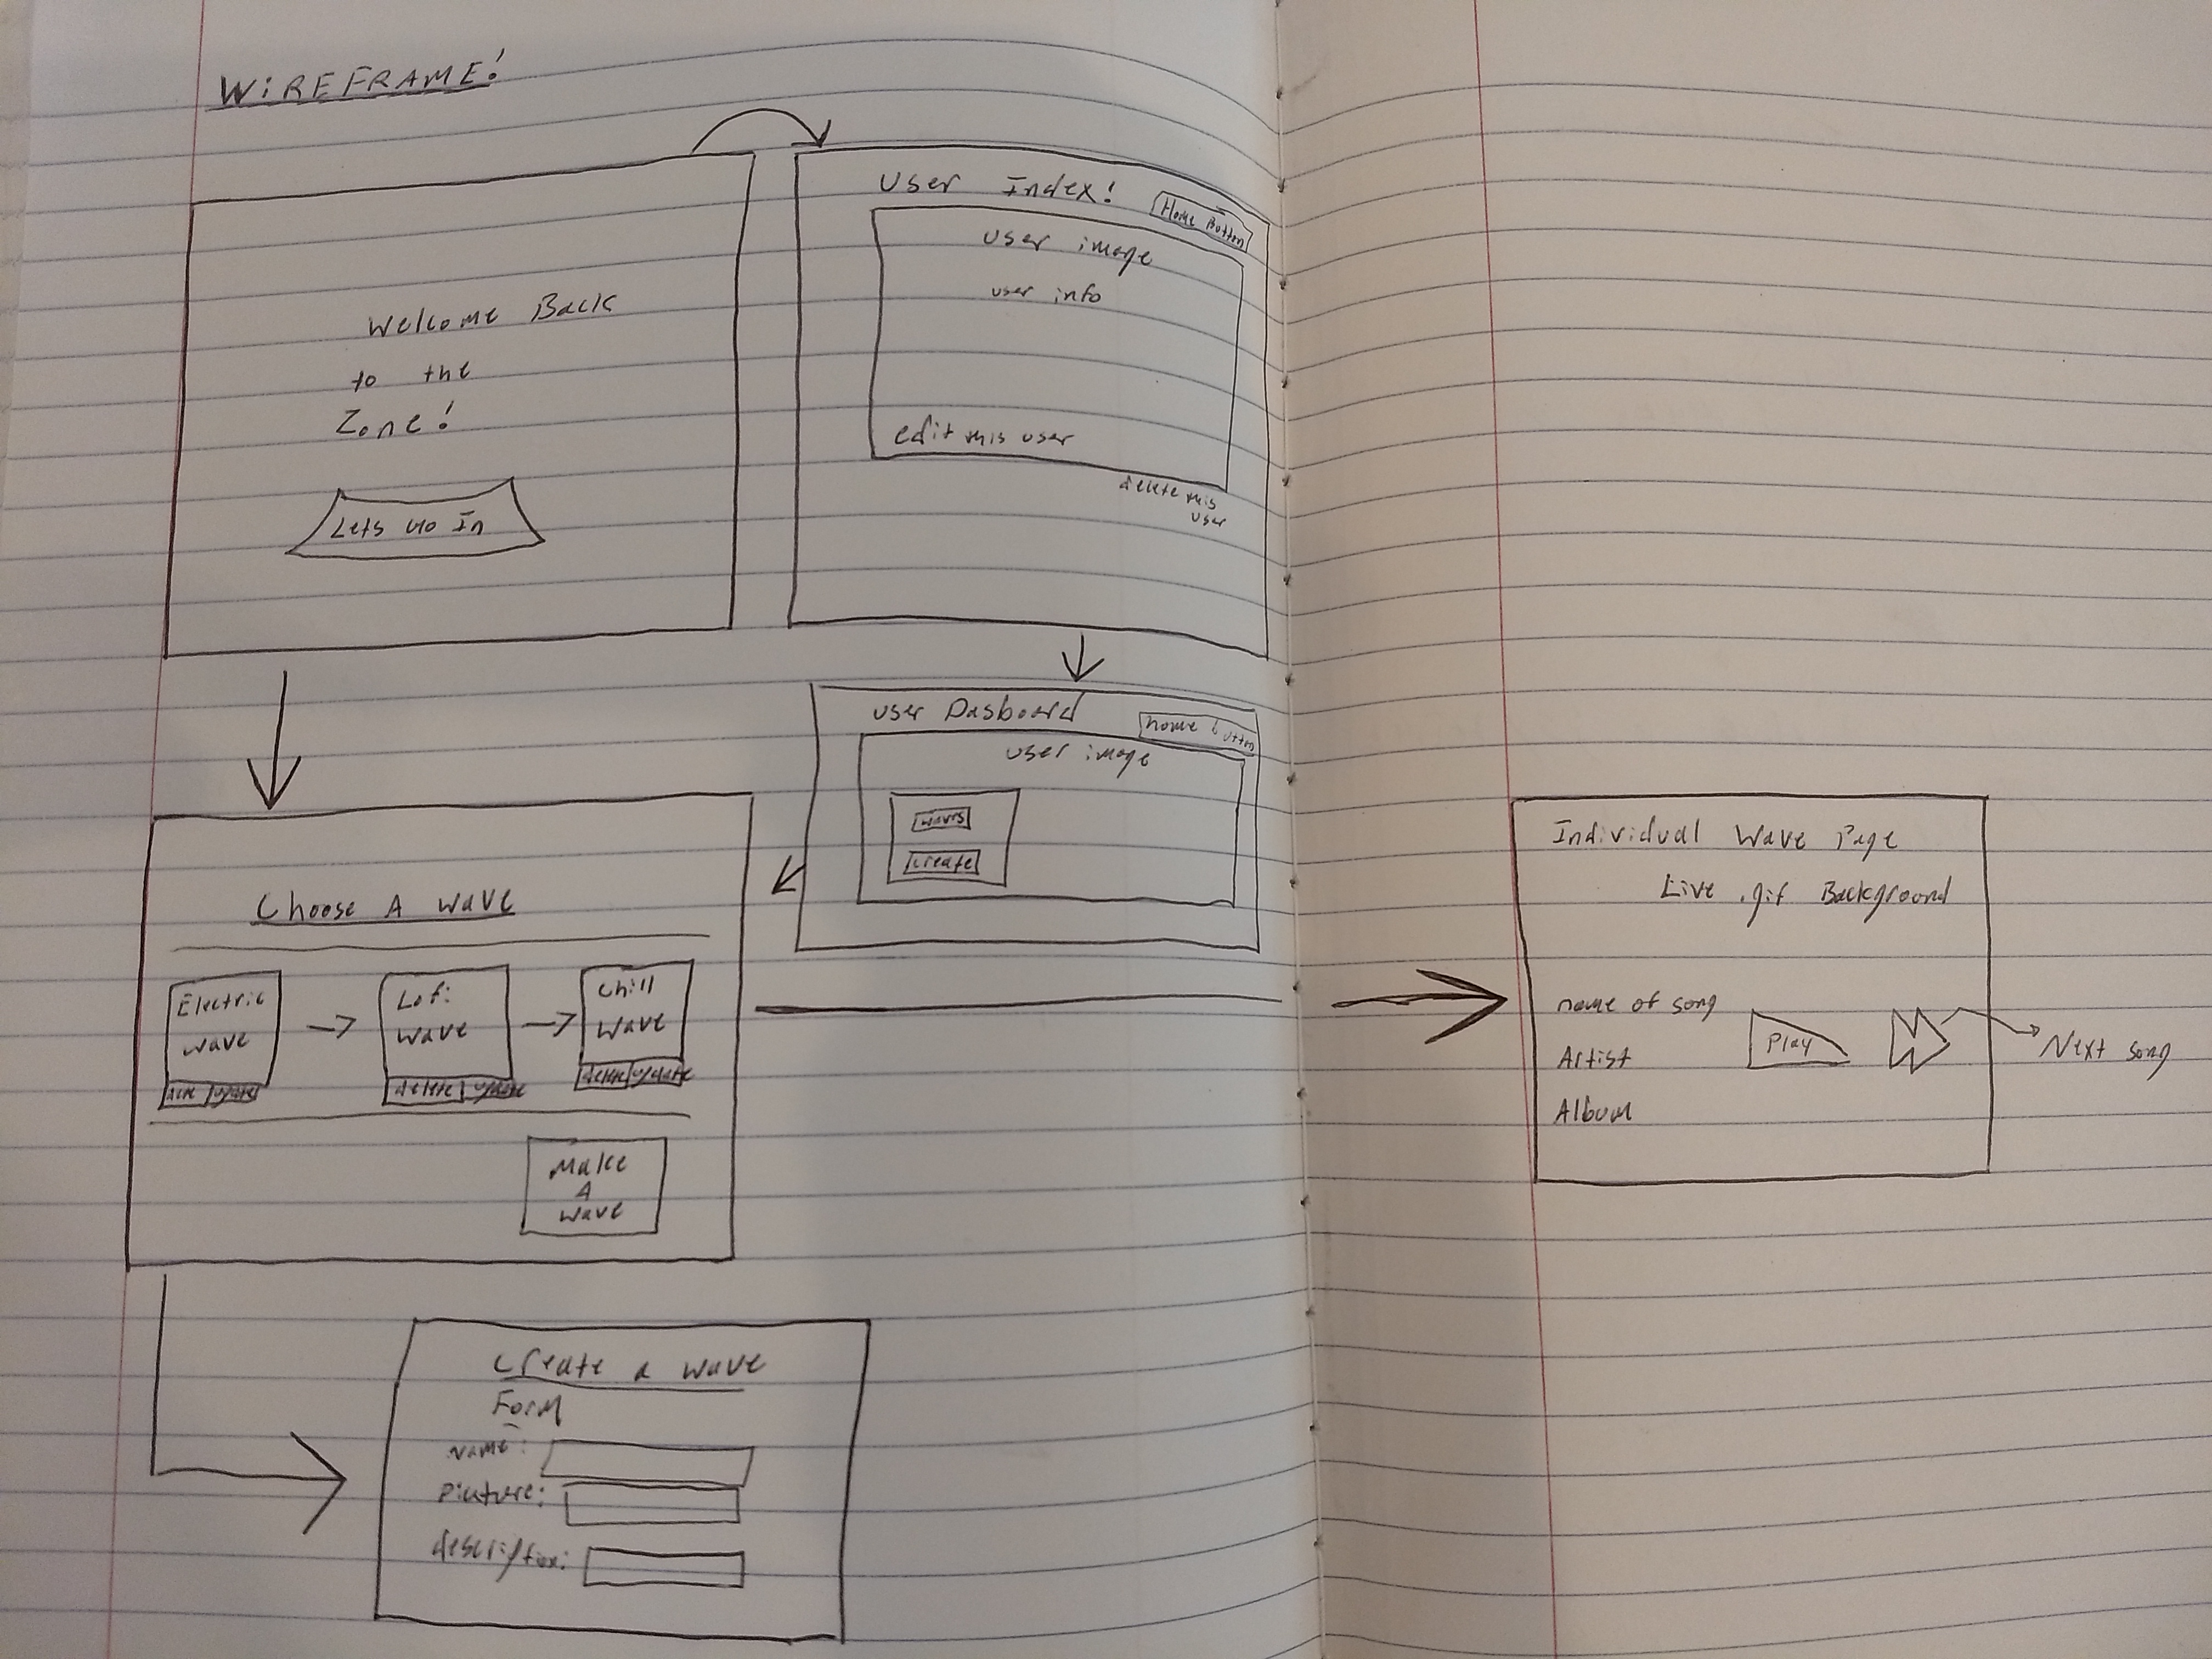 WIREFRAME!
Welcome Back
to the
Zone!
Lets Go In
User Index!
Home Button
user image
user info
edit this user
delete this
user
user Dasboard
home button
user image
waves
create
Choose A wave
Electric
wave
update
Lofi
wave
delete update
Chill
wave
delete update
Make
A
wave
Create a wave
Form
Name:
Picture:
description:
Individual Wave Page
Live .gif Background
name of song
Artist
Album
Play
Next song